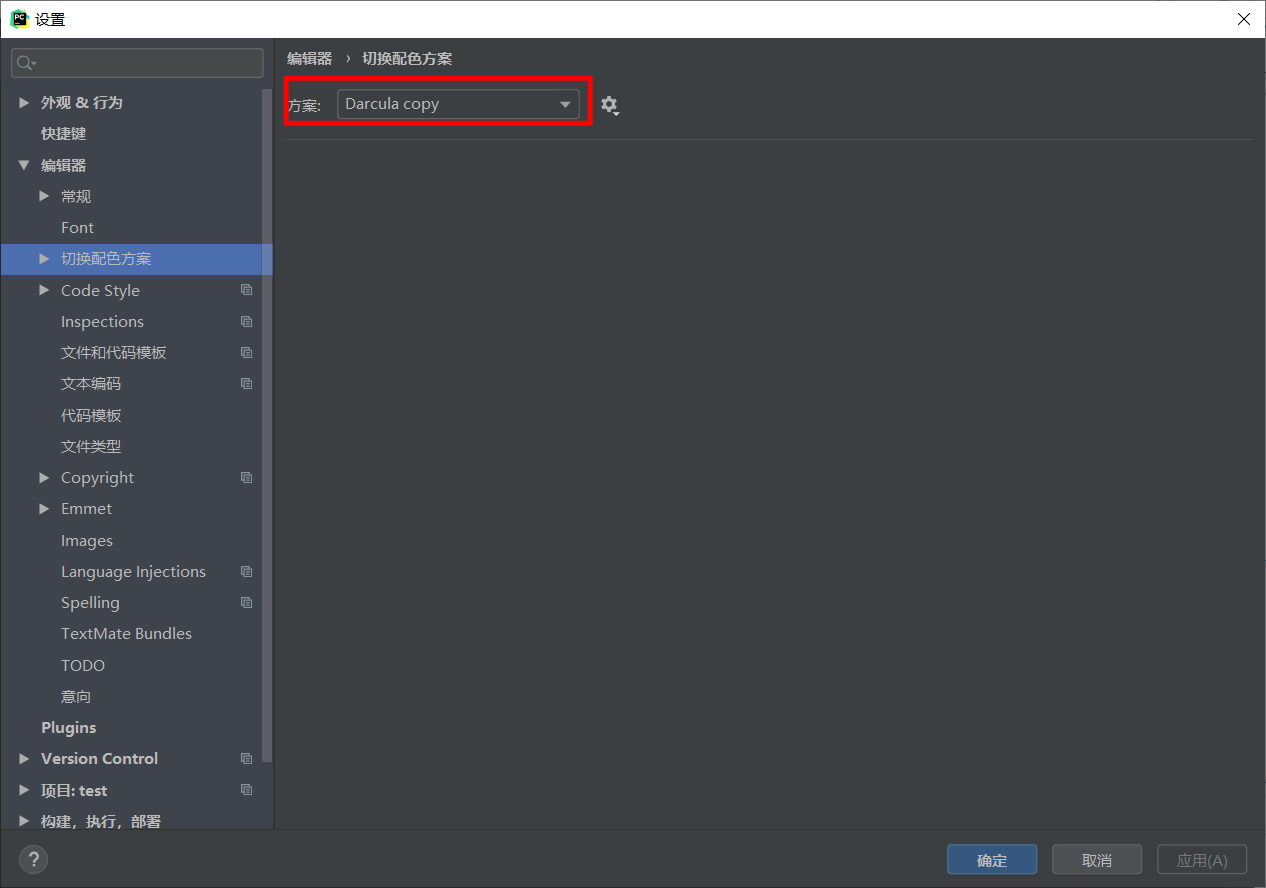 PC 设置
外观 & 行为
快捷键
编辑器
常规
Font
切换配色方案
Code Style
Inspections
文件和代码模板
文本编码
代码模板
文件类型
Copyright
Emmet
Images
Language Injections
Spelling
TextMate Bundles
TODO
意向
Plugins
Version Control
项目: test
构建，执行，部署
编辑器 › 切换配色方案
方案: Darcula copy
?
确定 取消 应用(A)